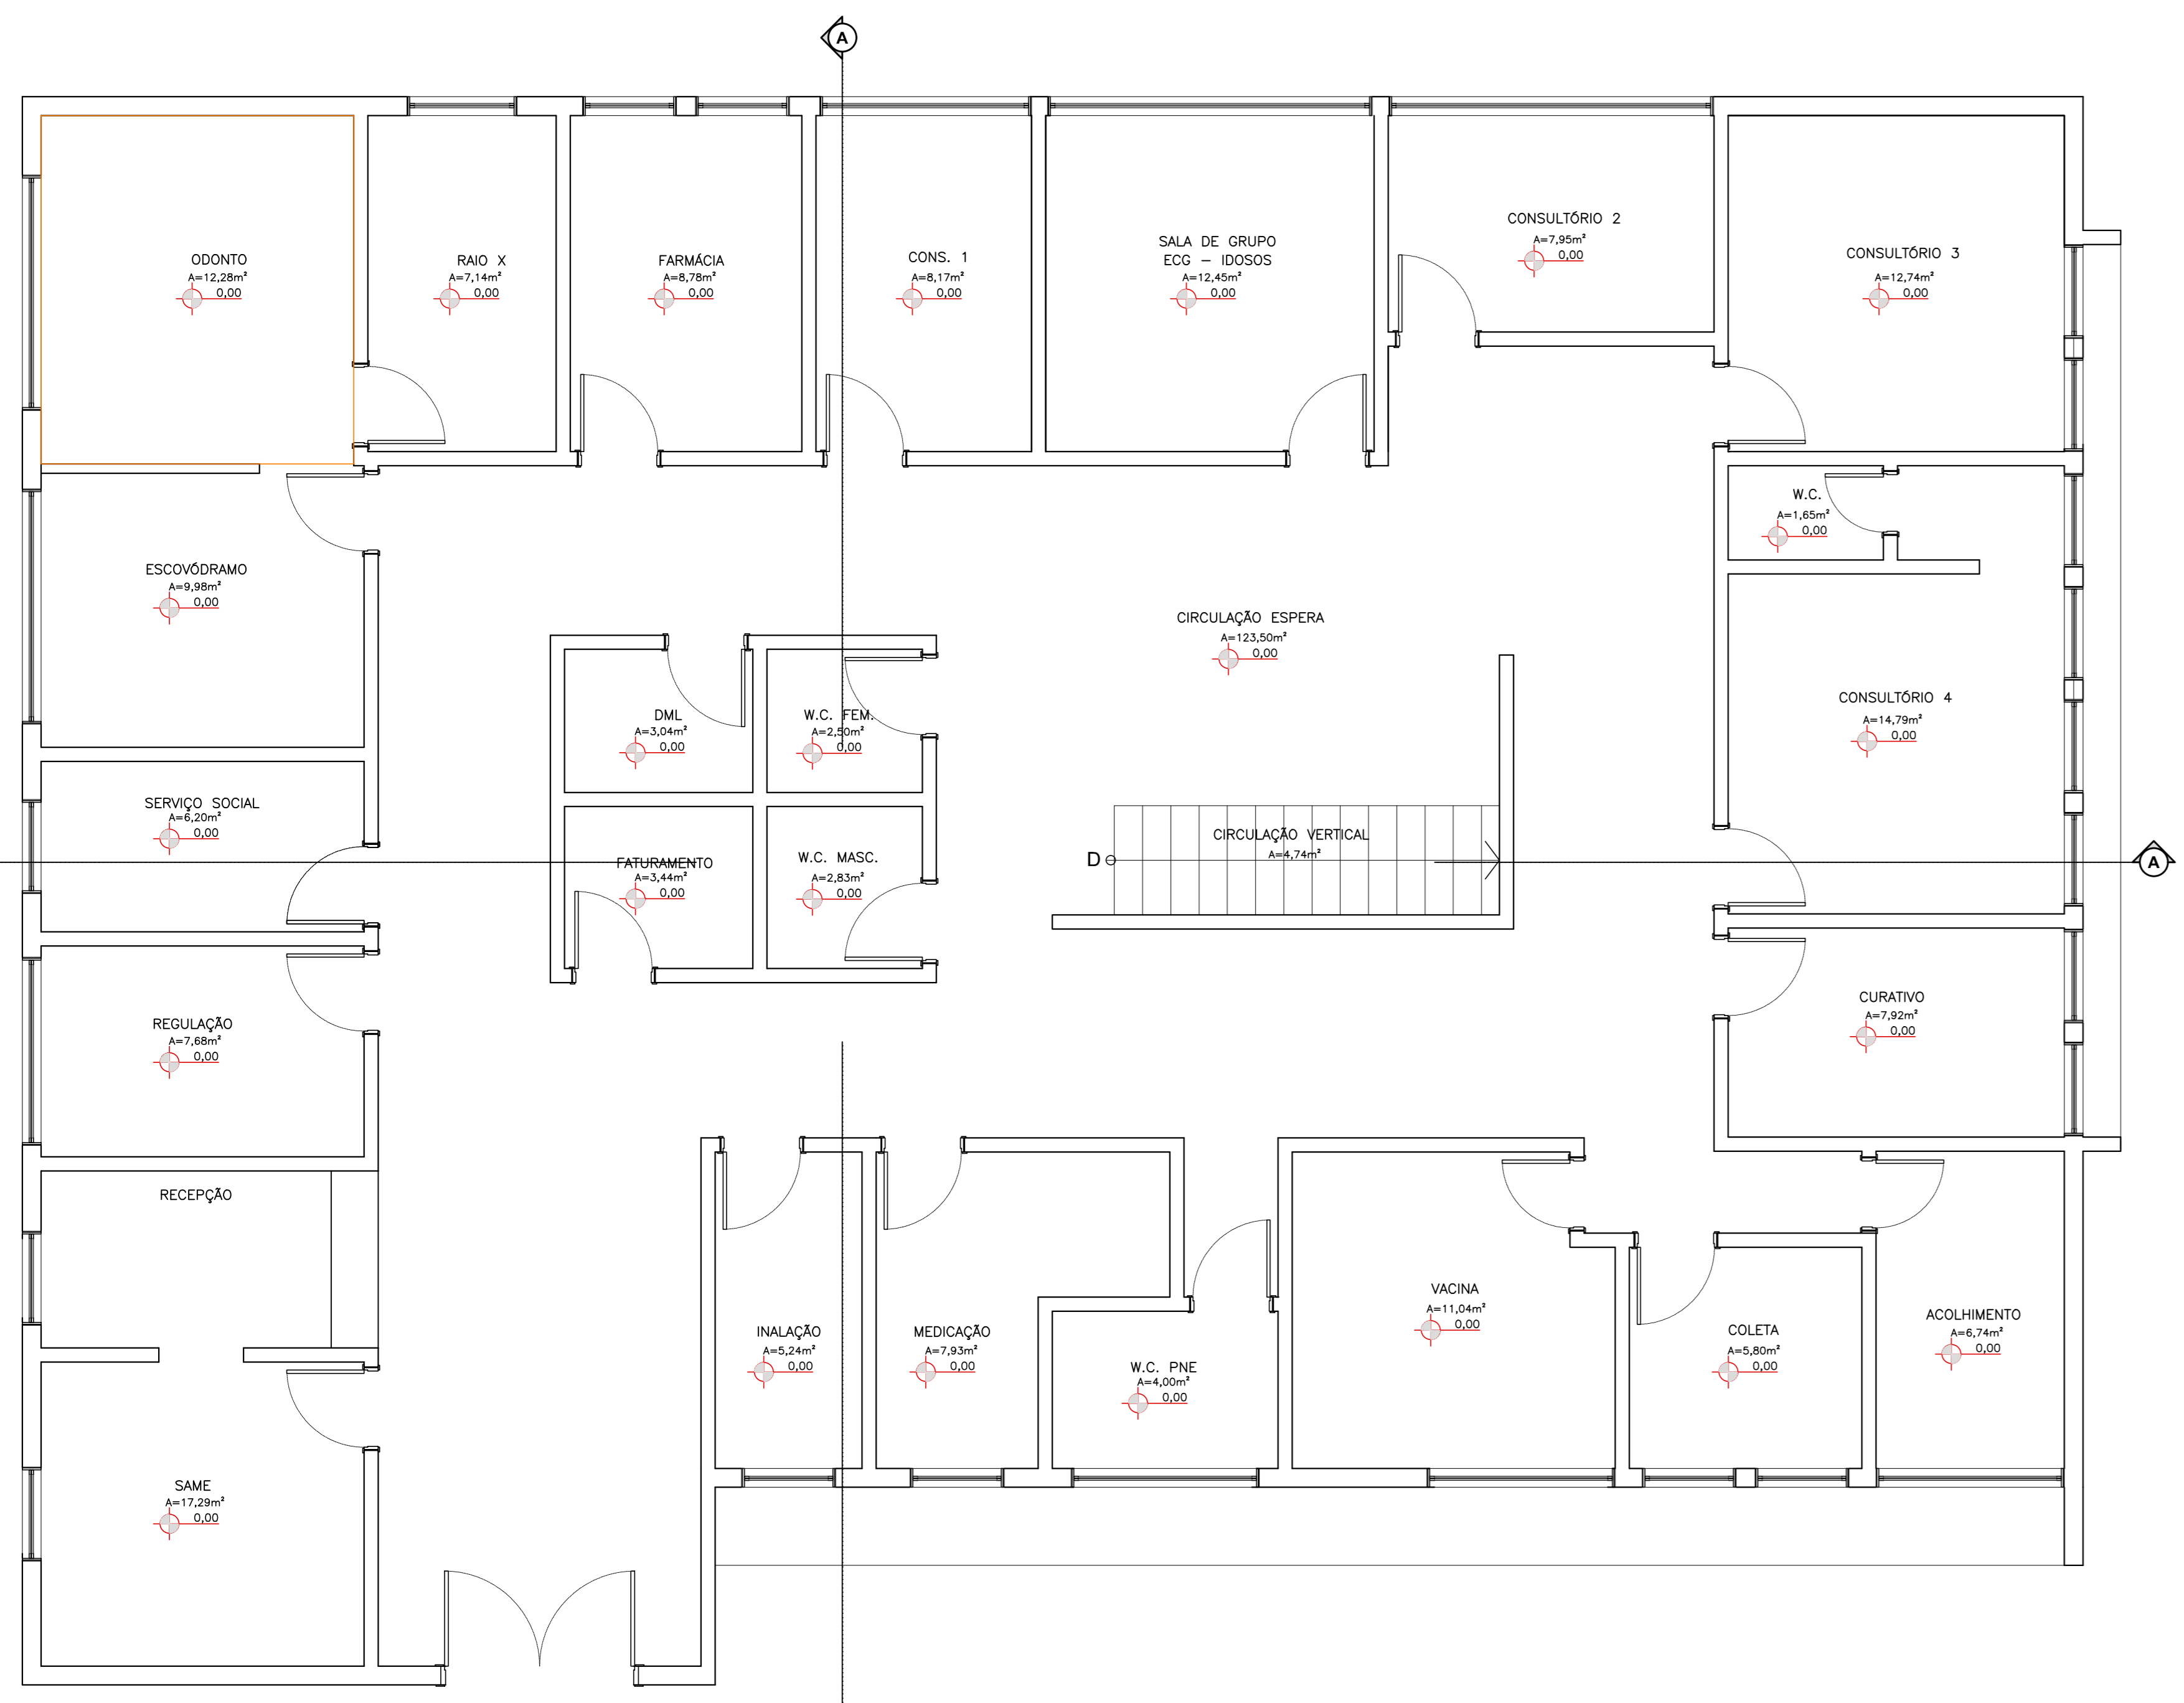 A
ODONTO
A=12,28m²
0,00
RAIO X
A=7,14m²
0,00
FARMÁCIA
A=8,78m²
0,00
CONS. 1
A=8,17m²
0,00
SALA DE GRUPO
ECG – IDOSOS
A=12,45m²
0,00
CONSULTÓRIO 2
A=7,95m²
0,00
CONSULTÓRIO 3
A=12,74m²
0,00
W.C.
A=1,65m²
0,00
ESCOVÓDRAMO
A=9,98m²
0,00
CIRCULAÇÃO ESPERA
A=123,50m²
0,00
CONSULTÓRIO 4
A=14,79m²
0,00
DML
A=3,04m²
0,00
W.C. FEM.
A=2,50m²
0,00
SERVIÇO SOCIAL
A=6,20m²
0,00
FATURAMENTO
A=3,44m²
0,00
W.C. MASC.
A=2,83m²
0,00
D
CIRCULAÇÃO VERTICAL
A=4,74m²
A
REGULAÇÃO
A=7,68m²
0,00
CURATIVO
A=7,92m²
0,00
RECEPÇÃO
INALAÇÃO
A=5,24m²
0,00
MEDICAÇÃO
A=7,93m²
0,00
W.C. PNE
A=4,00m²
0,00
VACINA
A=11,04m²
0,00
COLETA
A=5,80m²
0,00
ACOLHIMENTO
A=6,74m²
0,00
SAME
A=17,29m²
0,00